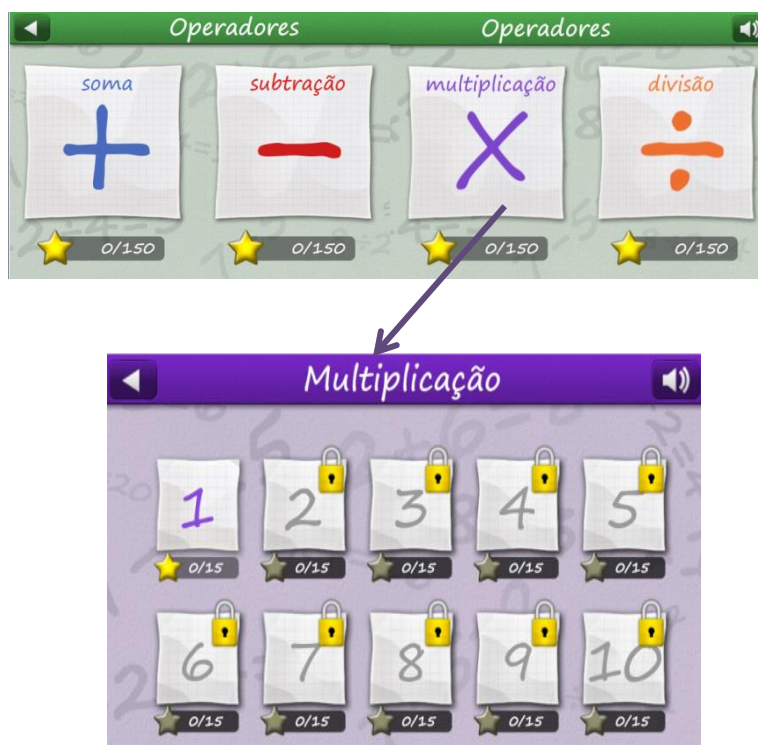 Operadores Operadores
soma subtração multiplicação divisão
+ − × ÷
0/150 0/150 0/150 0/150
Multiplicação
1 2 3 4 5
0/15 0/15 0/15 0/15 0/15
6 7 8 9 10
0/15 0/15 0/15 0/15 0/15